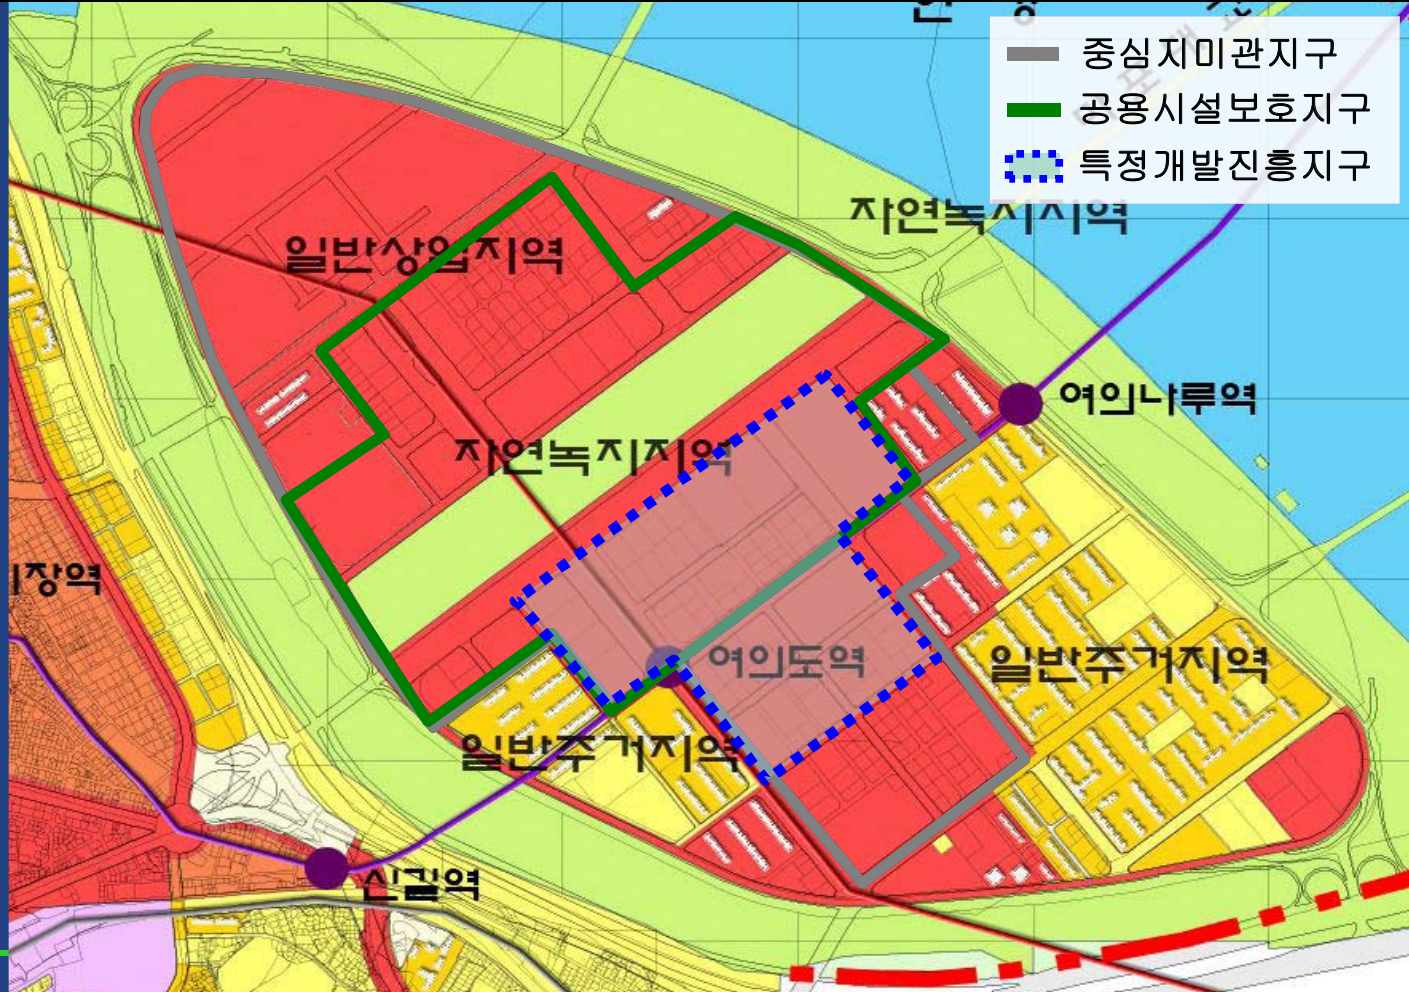 한 강
중심지미관지구
공용시설보호지구
특정개발진흥지구
자연녹지지역
일반상업지역
여의나루역
자연녹지지역
장역
여의도역
일반주거지역
일반주거지역
신길역